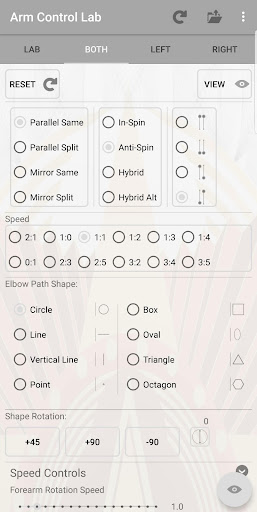 Arm Control Lab
LAB BOTH LEFT RIGHT
RESET VIEW
Parallel Same In-Spin
Parallel Split Anti-Spin
Mirror Same Hybrid
Mirror Split Hybrid Alt
Speed
2:1 1:0 1:1 1:2 1:3 1:4
0:1 2:3 2:5 3:2 3:4 3:5
Elbow Path Shape:
Circle Box
Line Oval
Vertical Line Triangle
Point Octagon
Shape Rotation:
0
+45 +90 -90
Speed Controls
Forearm Rotation Speed
1.0